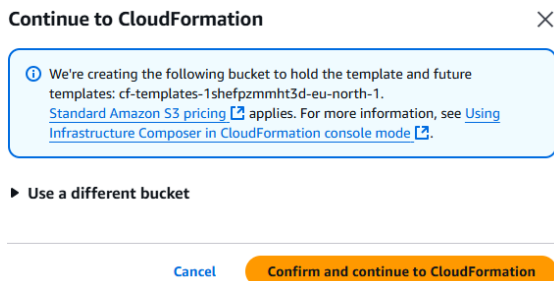 Continue to CloudFormation
We're creating the following bucket to hold the template and future
templates: cf-templates-1shefpzmmht3d-eu-north-1.
Standard Amazon S3 pricing applies. For more information, see Using
Infrastructure Composer in CloudFormation console mode.
Use a different bucket
Cancel Confirm and continue to CloudFormation